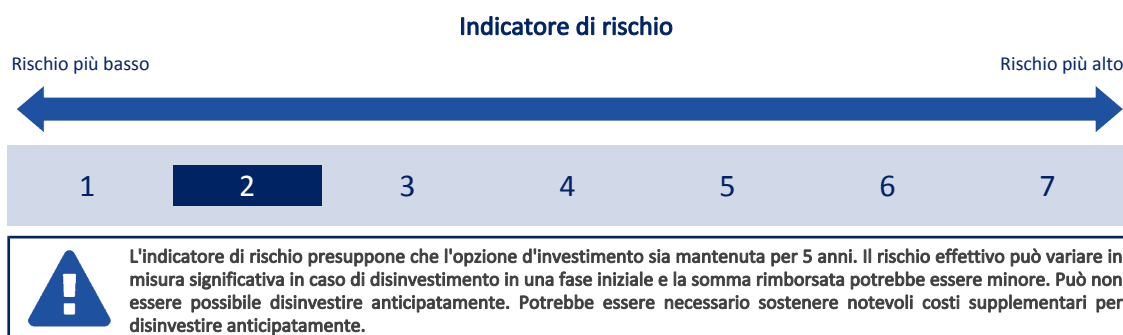 Indicatore di rischio
Rischio più basso
Rischio più alto
1 2 3 4 5 6 7
L'indicatore di rischio presuppone che l'opzione d'investimento sia mantenuta per 5 anni. Il rischio effettivo può variare in
misura significativa in caso di disinvestimento in una fase iniziale e la somma rimborsata potrebbe essere minore. Può non
essere possibile disinvestire anticipatamente. Potrebbe essere necessario sostenere notevoli costi supplementari per
disinvestire anticipatamente.